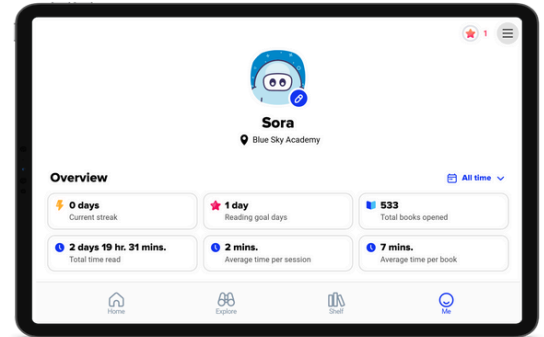 1
Sora
Blue Sky Academy
Overview
All time
0 days
Current streak
1 day
Reading goal days
533
Total books opened
2 days 19 hr. 31 mins.
Total time read
2 mins.
Average time per session
7 mins.
Average time per book
Home
Explore
Shelf
Me